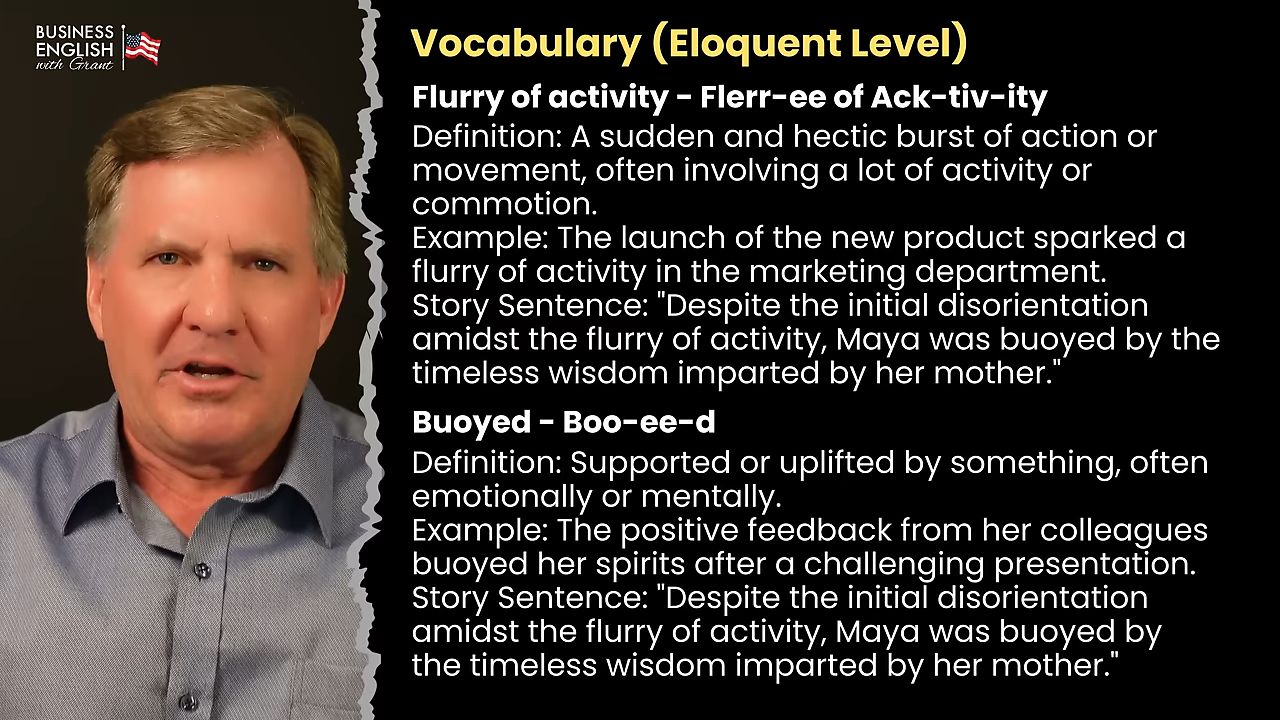 BUSINESS
ENGLISH
with Grant
Vocabulary (Eloquent Level)
Flurry of activity - Flerr-ee of Ack-tiv-ity
Definition: A sudden and hectic burst of action or
movement, often involving a lot of activity or
commotion.
Example: The launch of the new product sparked a
flurry of activity in the marketing department.
Story Sentence: "Despite the initial disorientation
amidst the flurry of activity, Maya was buoyed by the
timeless wisdom imparted by her mother."
Buoyed - Boo-ee-d
Definition: Supported or uplifted by something, often
emotionally or mentally.
Example: The positive feedback from her colleagues
buoyed her spirits after a challenging presentation.
Story Sentence: "Despite the initial disorientation
amidst the flurry of activity, Maya was buoyed by
the timeless wisdom imparted by her mother."